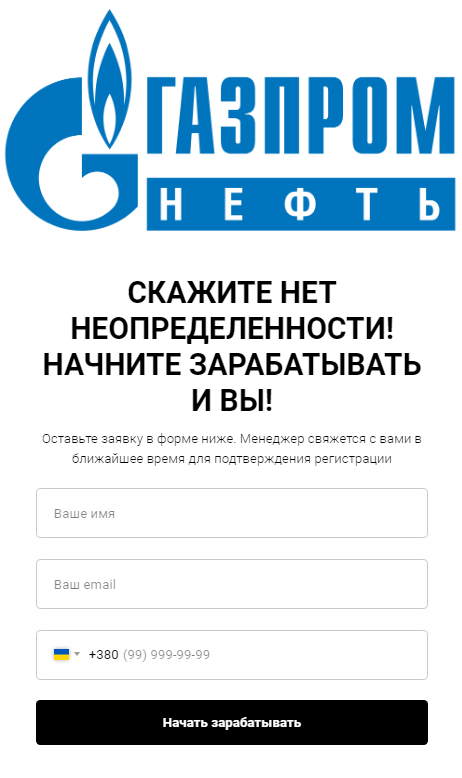 ГАЗПРОМ
НЕФТЬ
СКАЖИТЕ НЕТ
НЕОПРЕДЕЛЕННОСТИ!
НАЧНИТЕ ЗАРАБАТЫВАТЬ
И ВЫ!
Оставьте заявку в форме ниже. Менеджер свяжется с вами в
ближайшее время для подтверждения регистрации
Ваше имя
Ваш email
+380 (99) 999-99-99
Начать зарабатывать